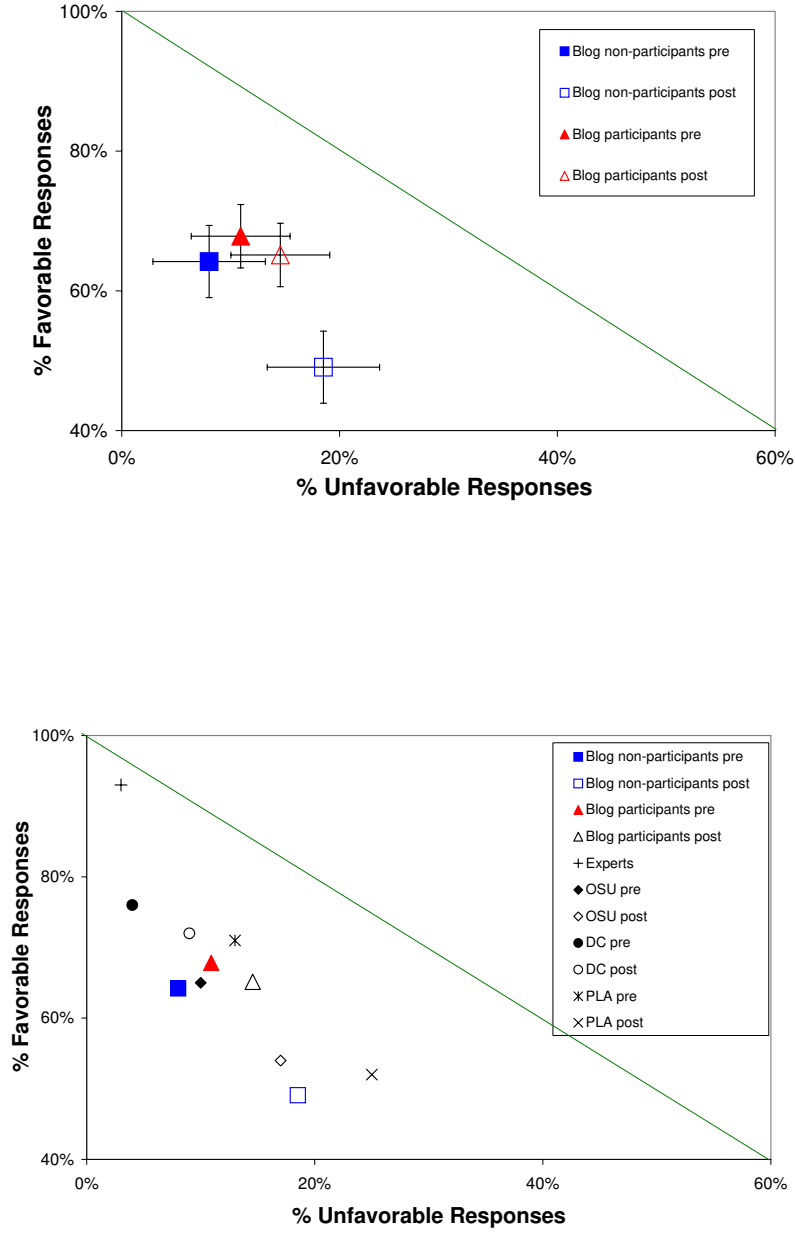 100%
80%
60%
40%
0%
20%
40%
60%
% Favorable Responses
% Unfavorable Responses
Blog non-participants pre
Blog non-participants post
Blog participants pre
Blog participants post
100%
80%
60%
40%
0%
20%
40%
60%
% Favorable Responses
% Unfavorable Responses
Blog non-participants pre
Blog non-participants post
Blog participants pre
Blog participants post
Experts
OSU pre
OSU post
DC pre
DC post
PLA pre
PLA post